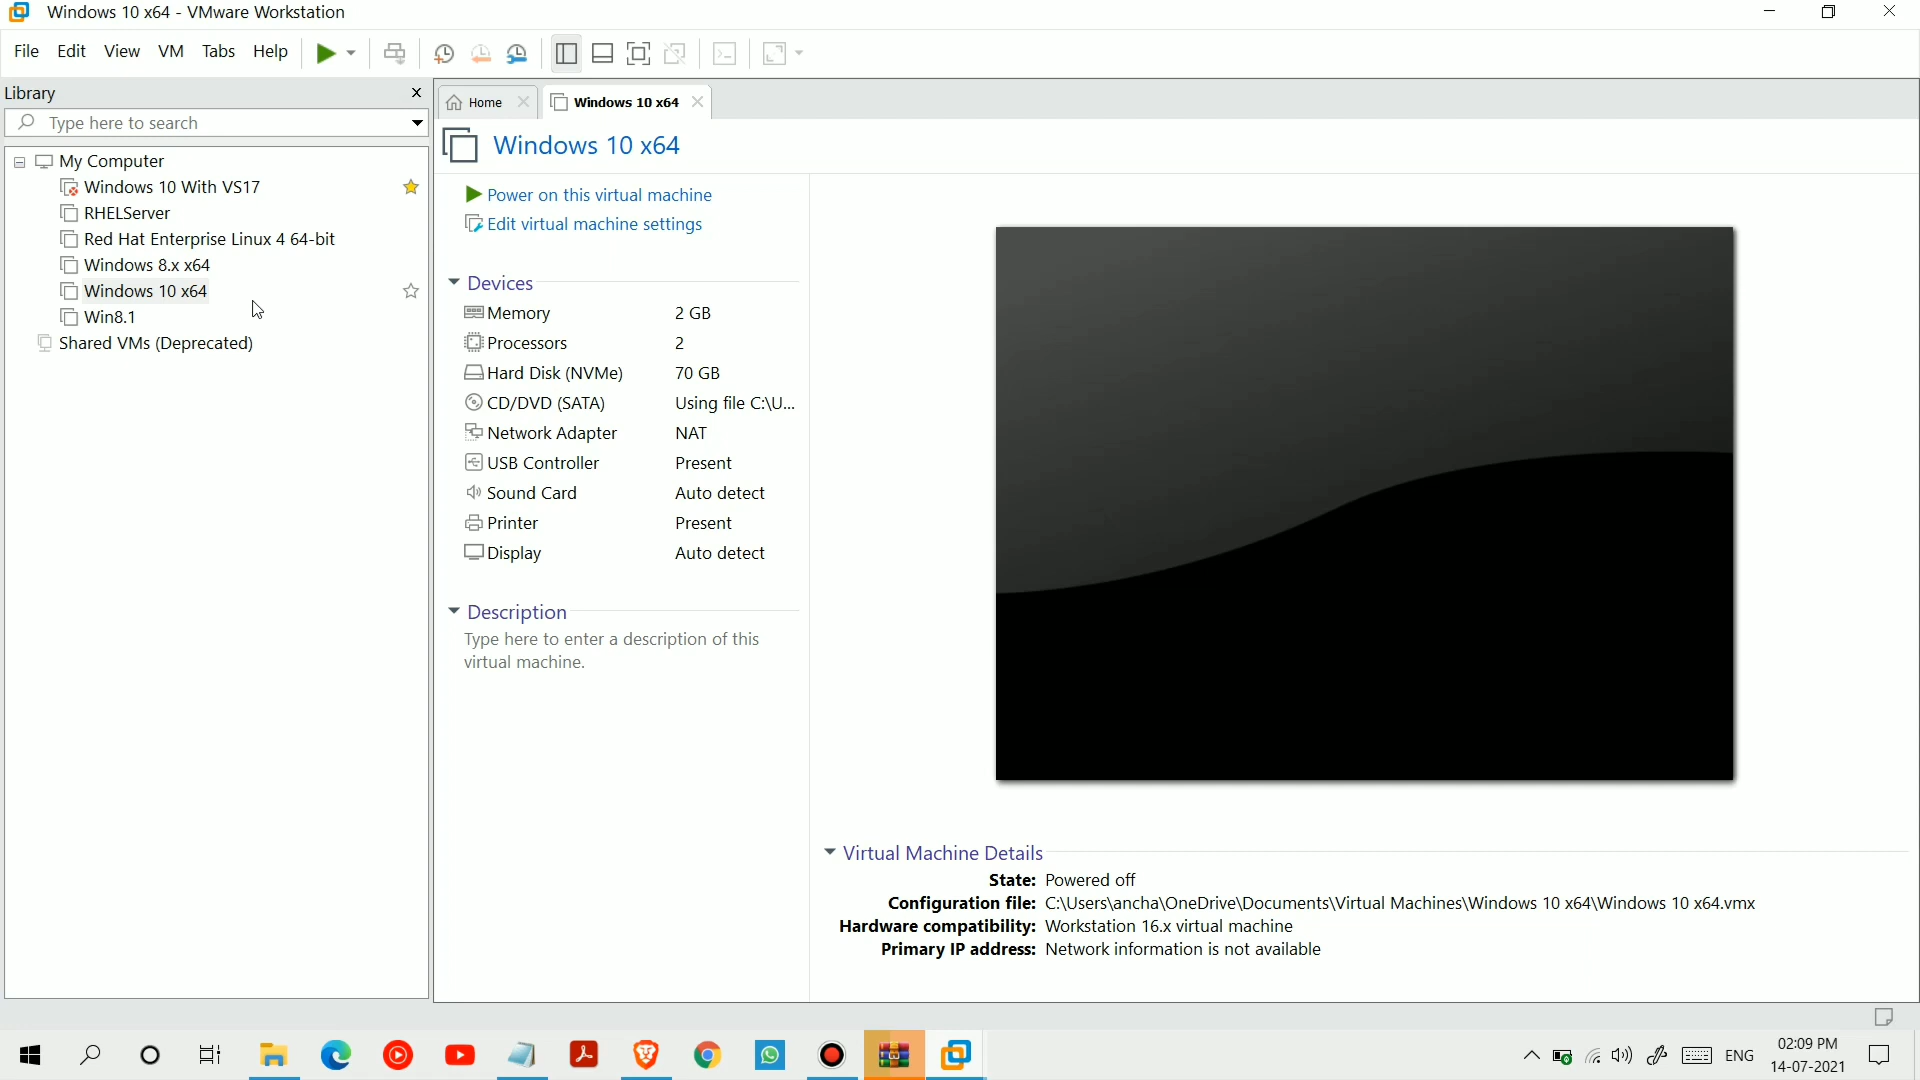 Windows 10 x64 - VMware Workstation
File Edit View VM Tabs Help
Library
Type here to search
My Computer
Windows 10 With VS17
RHELServer
Red Hat Enterprise Linux 4 64-bit
Windows 8.x x64
Windows 10 x64
Win8.1
Shared VMs (Deprecated)
Home
Windows 10 x64
Windows 10 x64
Power on this virtual machine
Edit virtual machine settings
Devices
Memory 2 GB
Processors 2
Hard Disk (NVMe) 70 GB
CD/DVD (SATA) Using file C:\U...
Network Adapter NAT
USB Controller Present
Sound Card Auto detect
Printer Present
Display Auto detect
Description
Type here to enter a description of this
virtual machine.
Virtual Machine Details
State: Powered off
Configuration file: C:\Users\ancha\OneDrive\Documents\Virtual Machines\Windows 10 x64\Windows 10 x64.vmx
Hardware compatibility: Workstation 16.x virtual machine
Primary IP address: Network information is not available
ENG
02:09 PM
14-07-2021